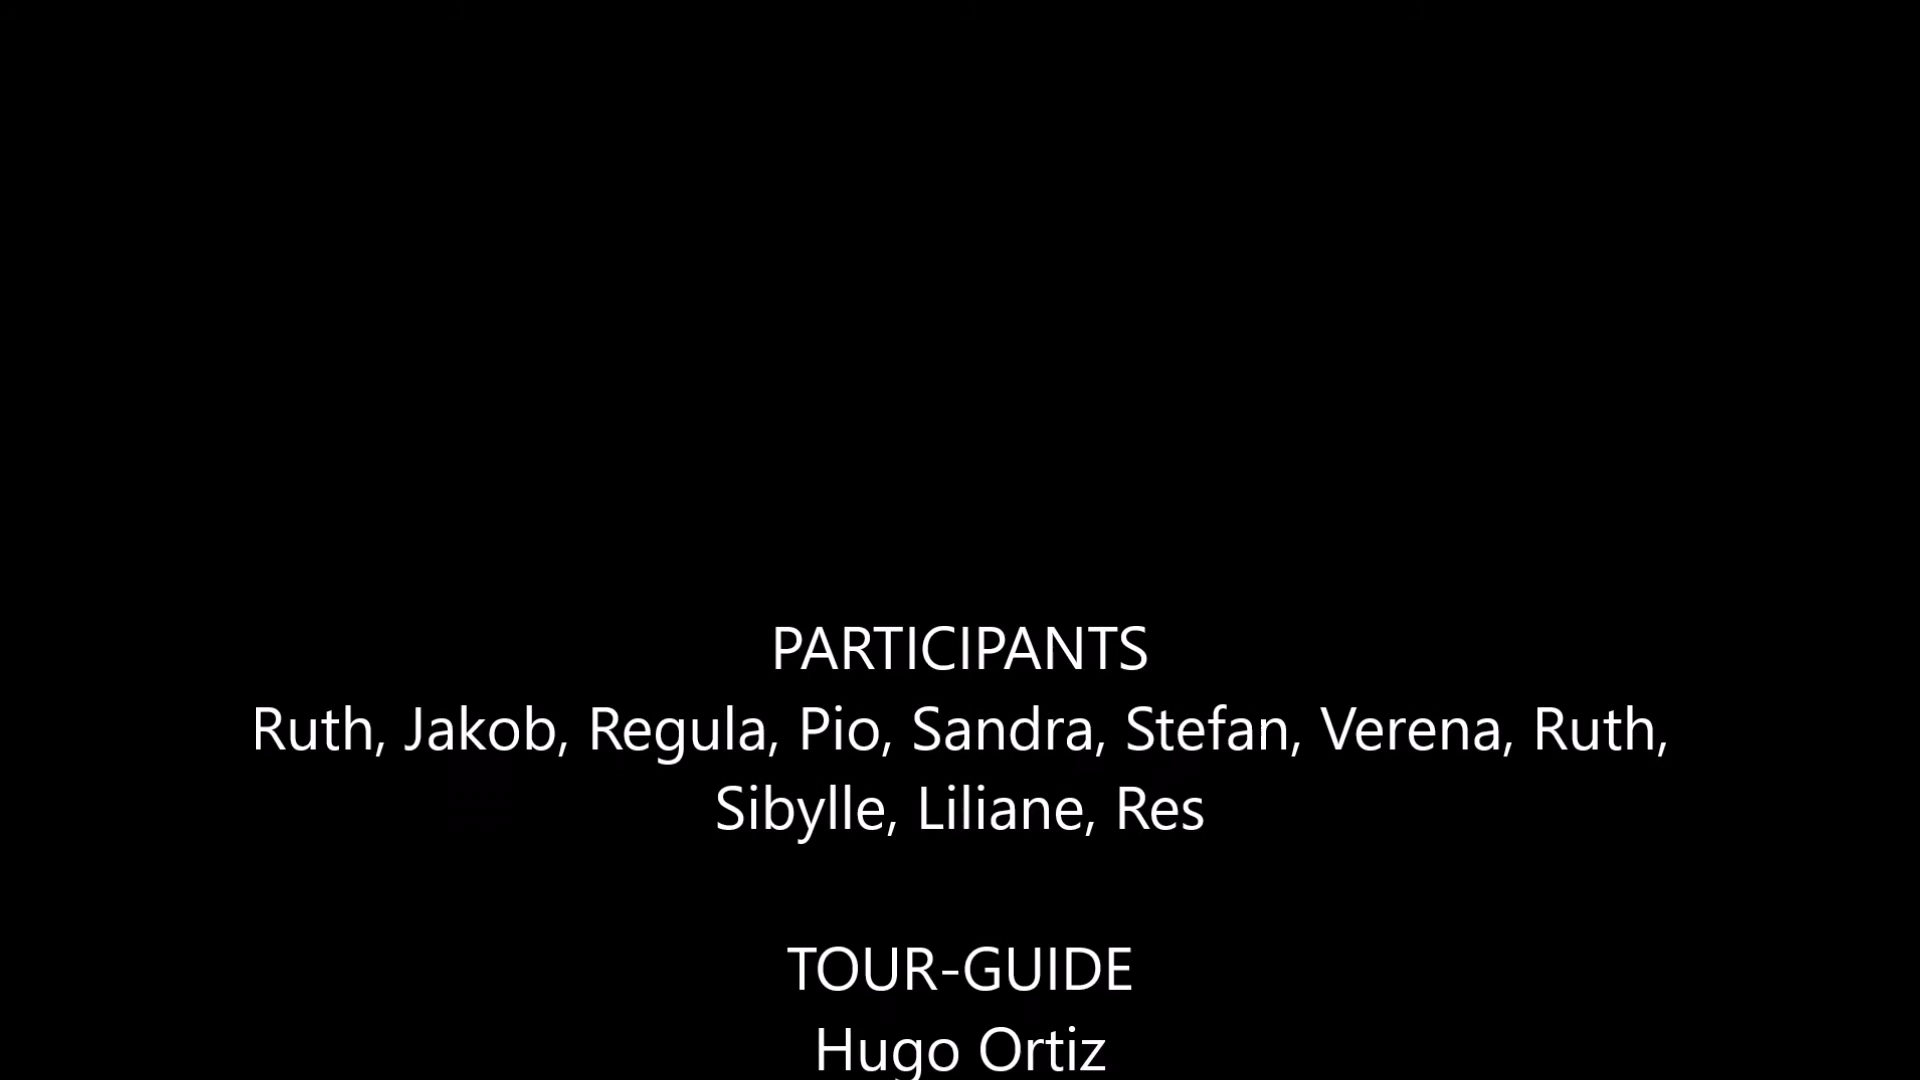 PARTICIPANTS
Ruth, Jakob, Regula, Pio, Sandra, Stefan, Verena, Ruth,
Sibylle, Liliane, Res
TOUR-GUIDE
Hugo Ortiz